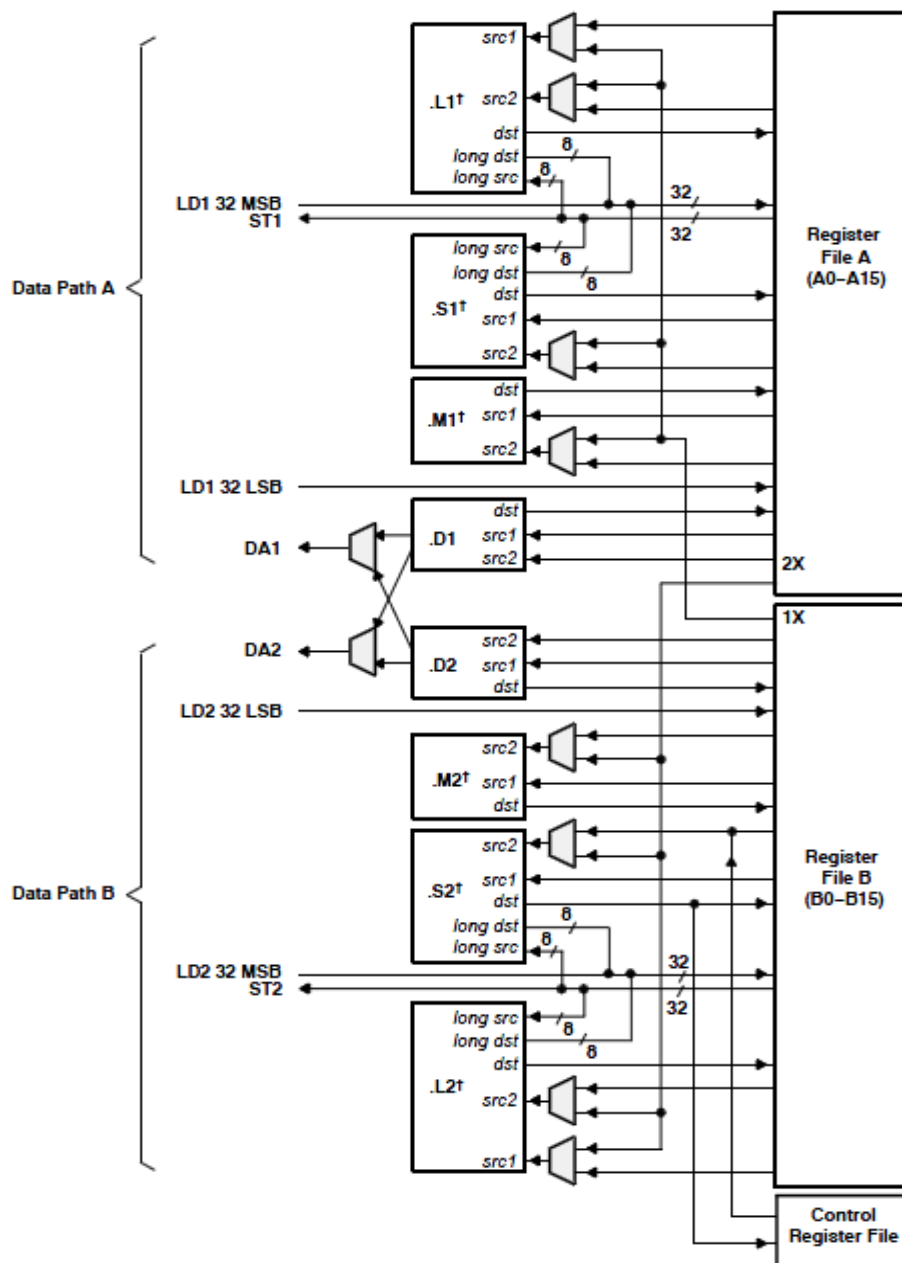 src1
.L1†
src2
dst
8
long dst
8
long src
LD1 32 MSB
32
ST1
32
Register
File A
(A0–A15)
long src
8
long dst
8
Data Path A
dst
.S1†
src1
src2
dst
.M1†
src1
src2
LD1 32 LSB
dst
.D1
src1
DA1
src2
2X
1X
DA2
src2
.D2
src1
dst
LD2 32 LSB
src2
.M2†
src1
dst
src2
Register
File B
(B0–B15)
Data Path B
.S2†
src1
dst
8
long dst
8
long src
LD2 32 MSB
32
ST2
32
long src
8
long dst
8
dst
.L2†
src2
src1
Control
Register File